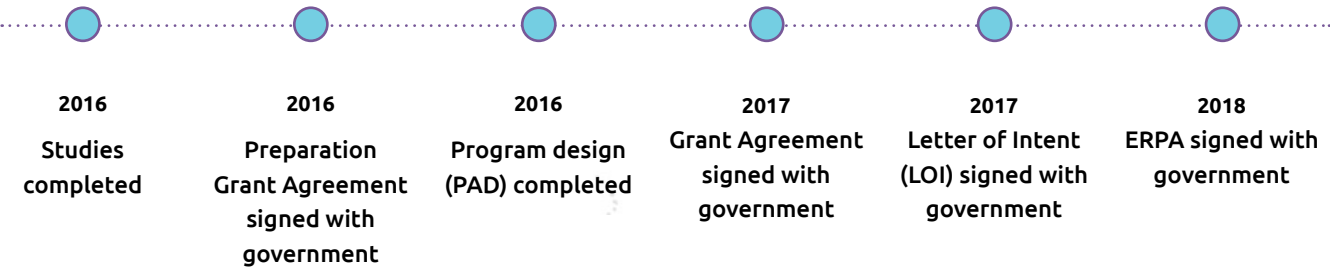 2016
Studies
completed
2016
Preparation
Grant Agreement
signed with
government
2016
Program design
(PAD) completed
2017
Grant Agreement
signed with
government
2017
Letter of Intent
(LOI) signed with
government
2018
ERPA signed with
government